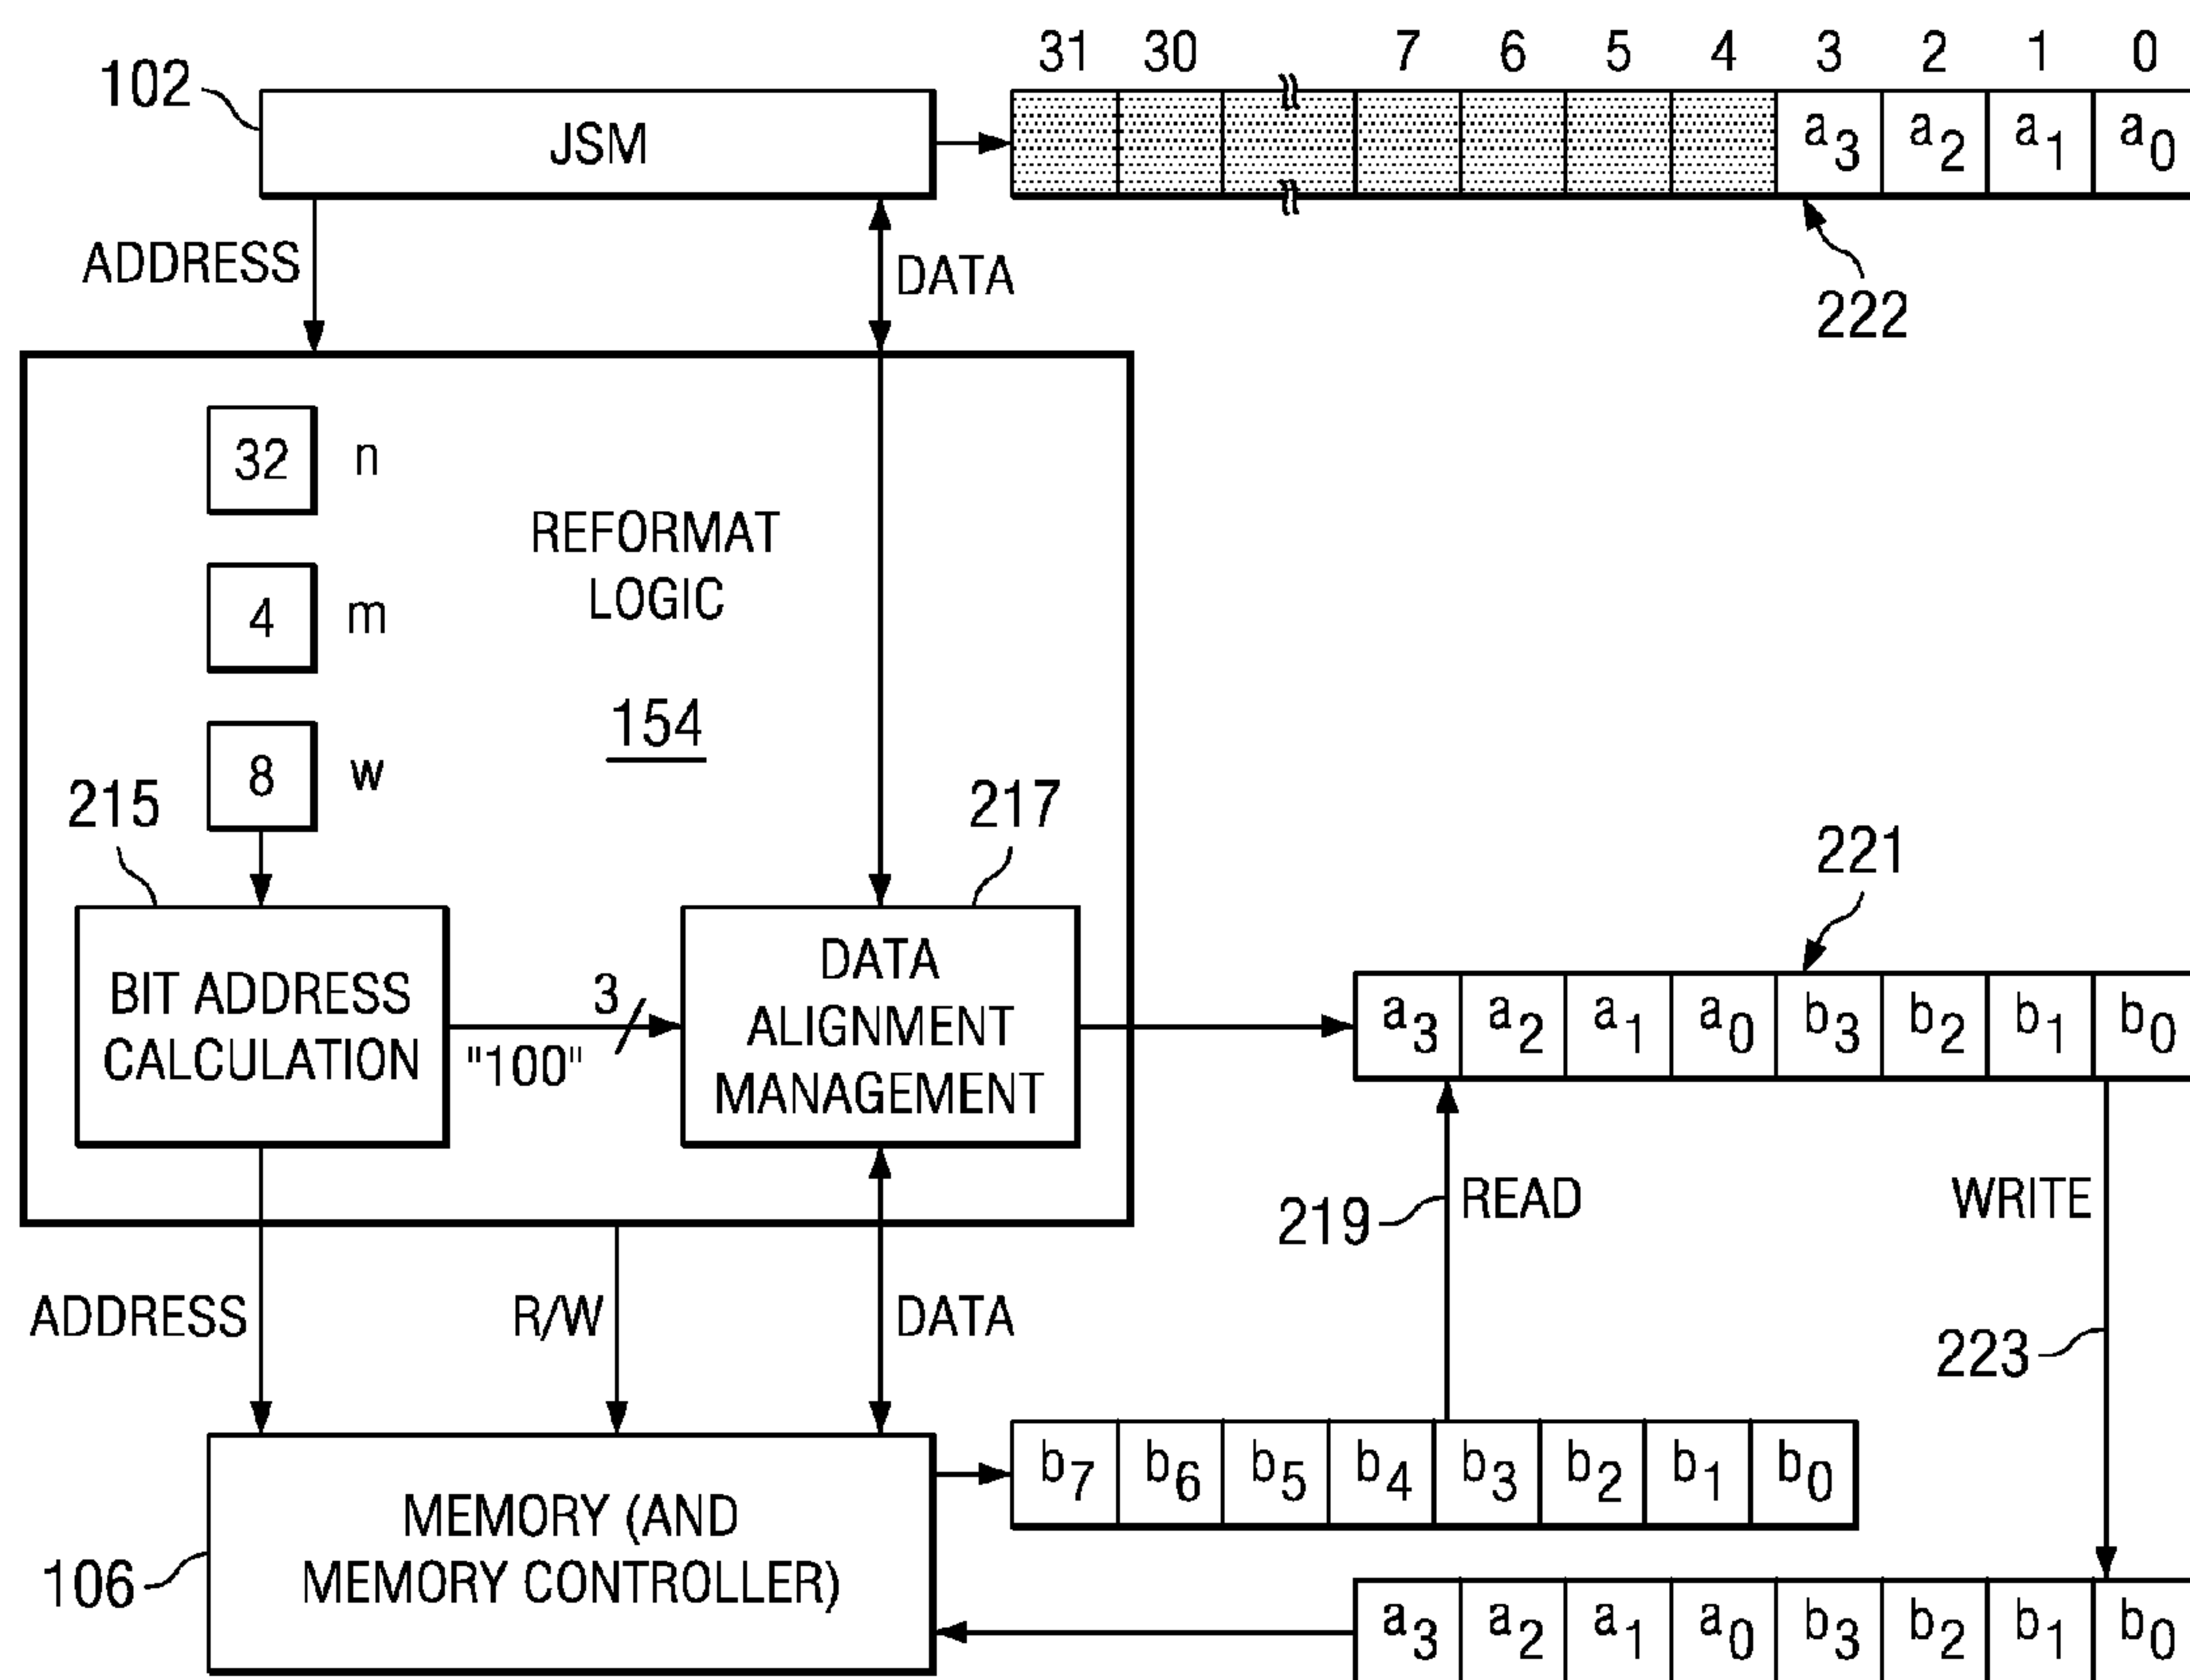 31 30 7 6 5 4 3 2 1 0
102
JSM
a3 a2 a1 a0
ADDRESS
DATA
222
32 n
4 m
8 w
REFORMAT
LOGIC
154
215
217
221
BIT ADDRESS
CALCULATION
3
"100"
DATA
ALIGNMENT
MANAGEMENT
a3 a2 a1 a0 b3 b2 b1 b0
219
READ
WRITE
223
ADDRESS
R/W
DATA
b7 b6 b5 b4 b3 b2 b1 b0
106
MEMORY (AND
MEMORY CONTROLLER)
a3 a2 a1 a0 b3 b2 b1 b0